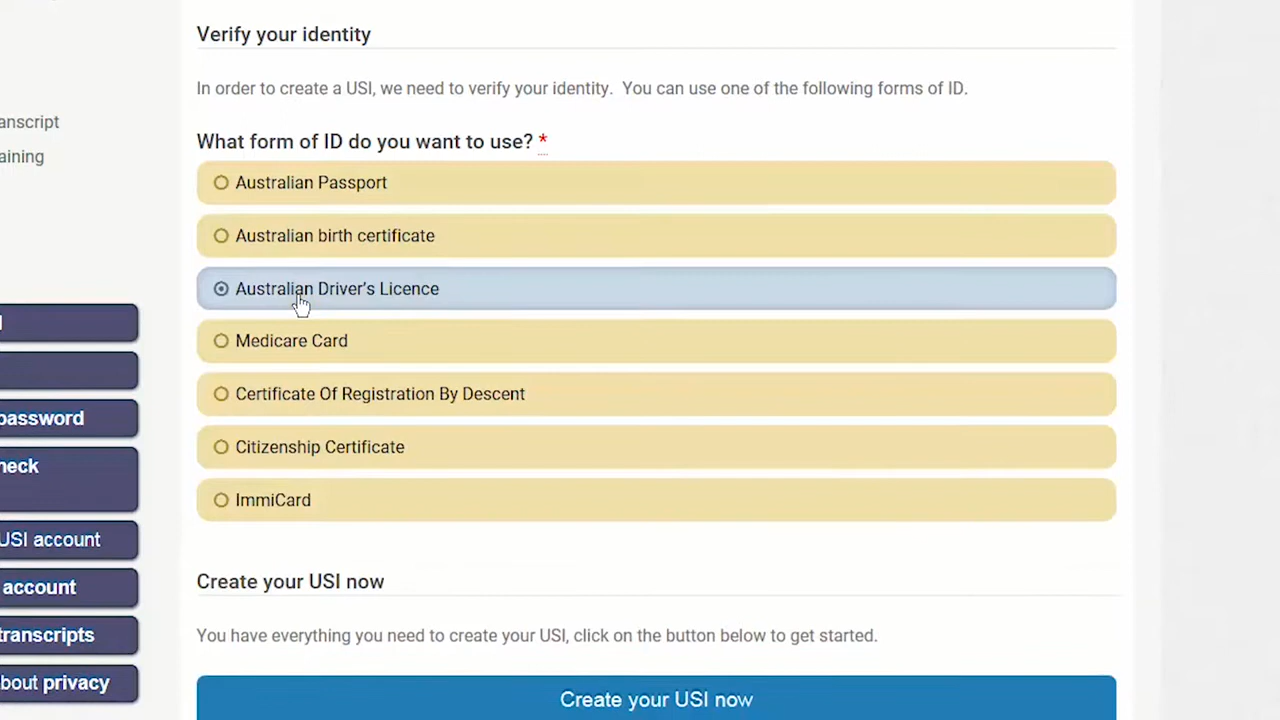 Verify your identity
In order to create a USI, we need to verify your identity.  You can use one of the following forms of ID.
anscript
What form of ID do you want to use? *
aining
Australian Passport
Australian birth certificate
Australian Driver's Licence
Medicare Card
Certificate Of Registration By Descent
Citizenship Certificate
ImmiCard
password
heck
USI account
account
transcripts
bout privacy
Create your USI now
You have everything you need to create your USI, click on the button below to get started.
Create your USI now